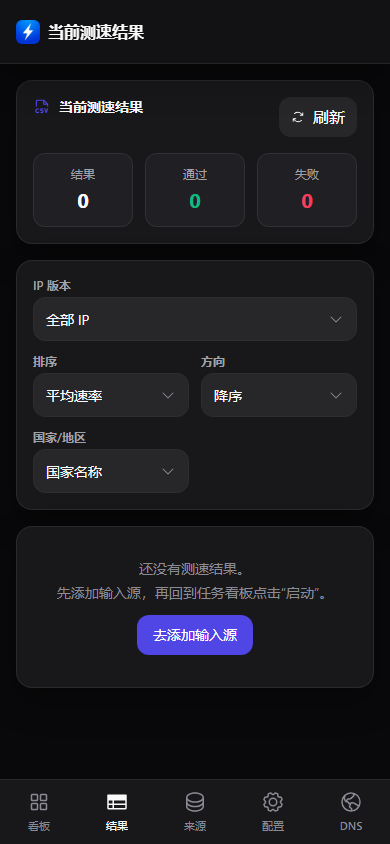 当前测速结果
CSV 当前测速结果
刷新
结果 通过 失败
0 0 0
IP 版本
全部 IP
排序 方向
平均速率 降序
国家/地区
国家名称
还没有测速结果。
先添加输入源，再回到任务看板点击“启动”。
去添加输入源
看板 结果 来源 配置 DNS